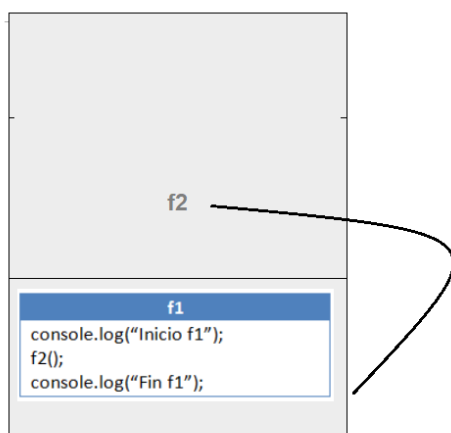 f2
f1
console.log(“Inicio f1”);
f2();
console.log(“Fin f1”);